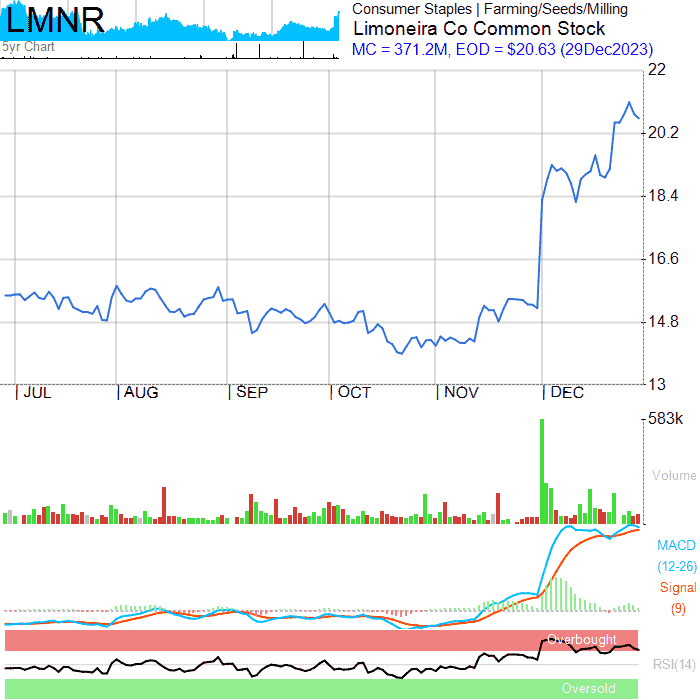 LMNR
5yr Chart
Consumer Staples | Farming/Seeds/Milling
Limoneira Co Common Stock
MC = 371.2M, EOD = $20.63 (29Dec2023)
22
20.2
18.4
16.6
14.8
13
JUL AUG SEP OCT NOV DEC
583k
Volume
MACD
(12-26)
Signal
(9)
Overbought
RSI(14)
Oversold